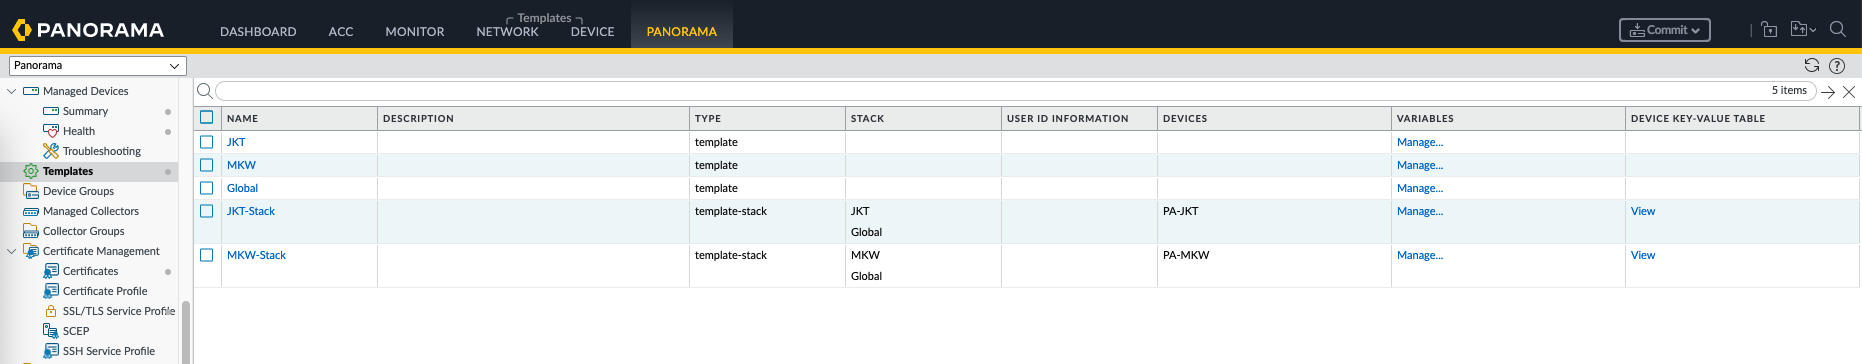 Templates
PANORAMA DASHBOARD ACC MONITOR NETWORK DEVICE PANORAMA Commit
Panorama
Managed Devices
Summary
Health
Troubleshooting
Templates
Device Groups
Managed Collectors
Collector Groups
Certificate Management
Certificates
Certificate Profile
SSL/TLS Service Profile
SCEP
SSH Service Profile
5 items
NAME DESCRIPTION TYPE STACK USER ID INFORMATION DEVICES VARIABLES DEVICE KEY-VALUE TABLE
JKT template Manage...
MKW template Manage...
Global template Manage...
JKT-Stack template-stack JKT PA-JKT Manage... View
Global
MKW-Stack template-stack MKW PA-MKW Manage... View
Global